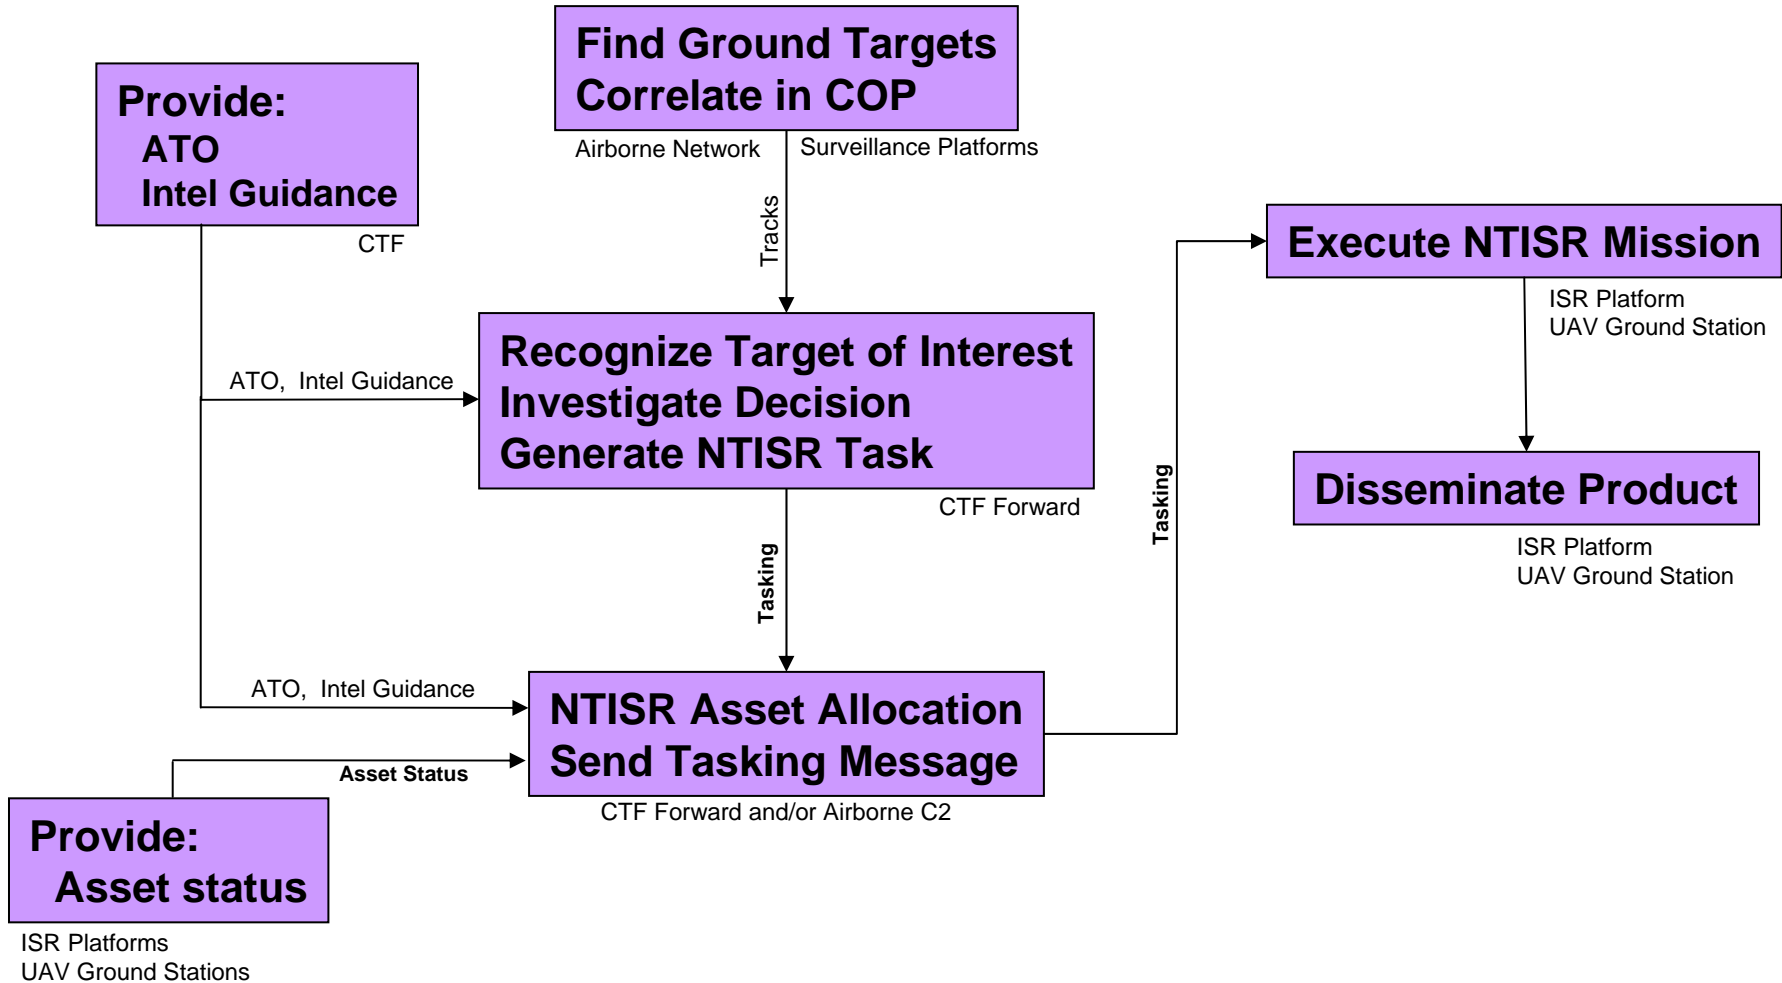 Find Ground Targets
Correlate in COP
Airborne Network
Surveillance Platforms
Provide:
ATO
Intel Guidance
CTF
Tracks
Execute NTISR Mission
ISR Platform
UAV Ground Station
Recognize Target of Interest
Investigate Decision
Generate NTISR Task
CTF Forward
ATO,  Intel Guidance
Tasking
Tasking
Disseminate Product
ISR Platform
UAV Ground Station
ATO,  Intel Guidance
NTISR Asset Allocation
Send Tasking Message
CTF Forward and/or Airborne C2
Asset Status
Provide:
Asset status
ISR Platforms
UAV Ground Stations